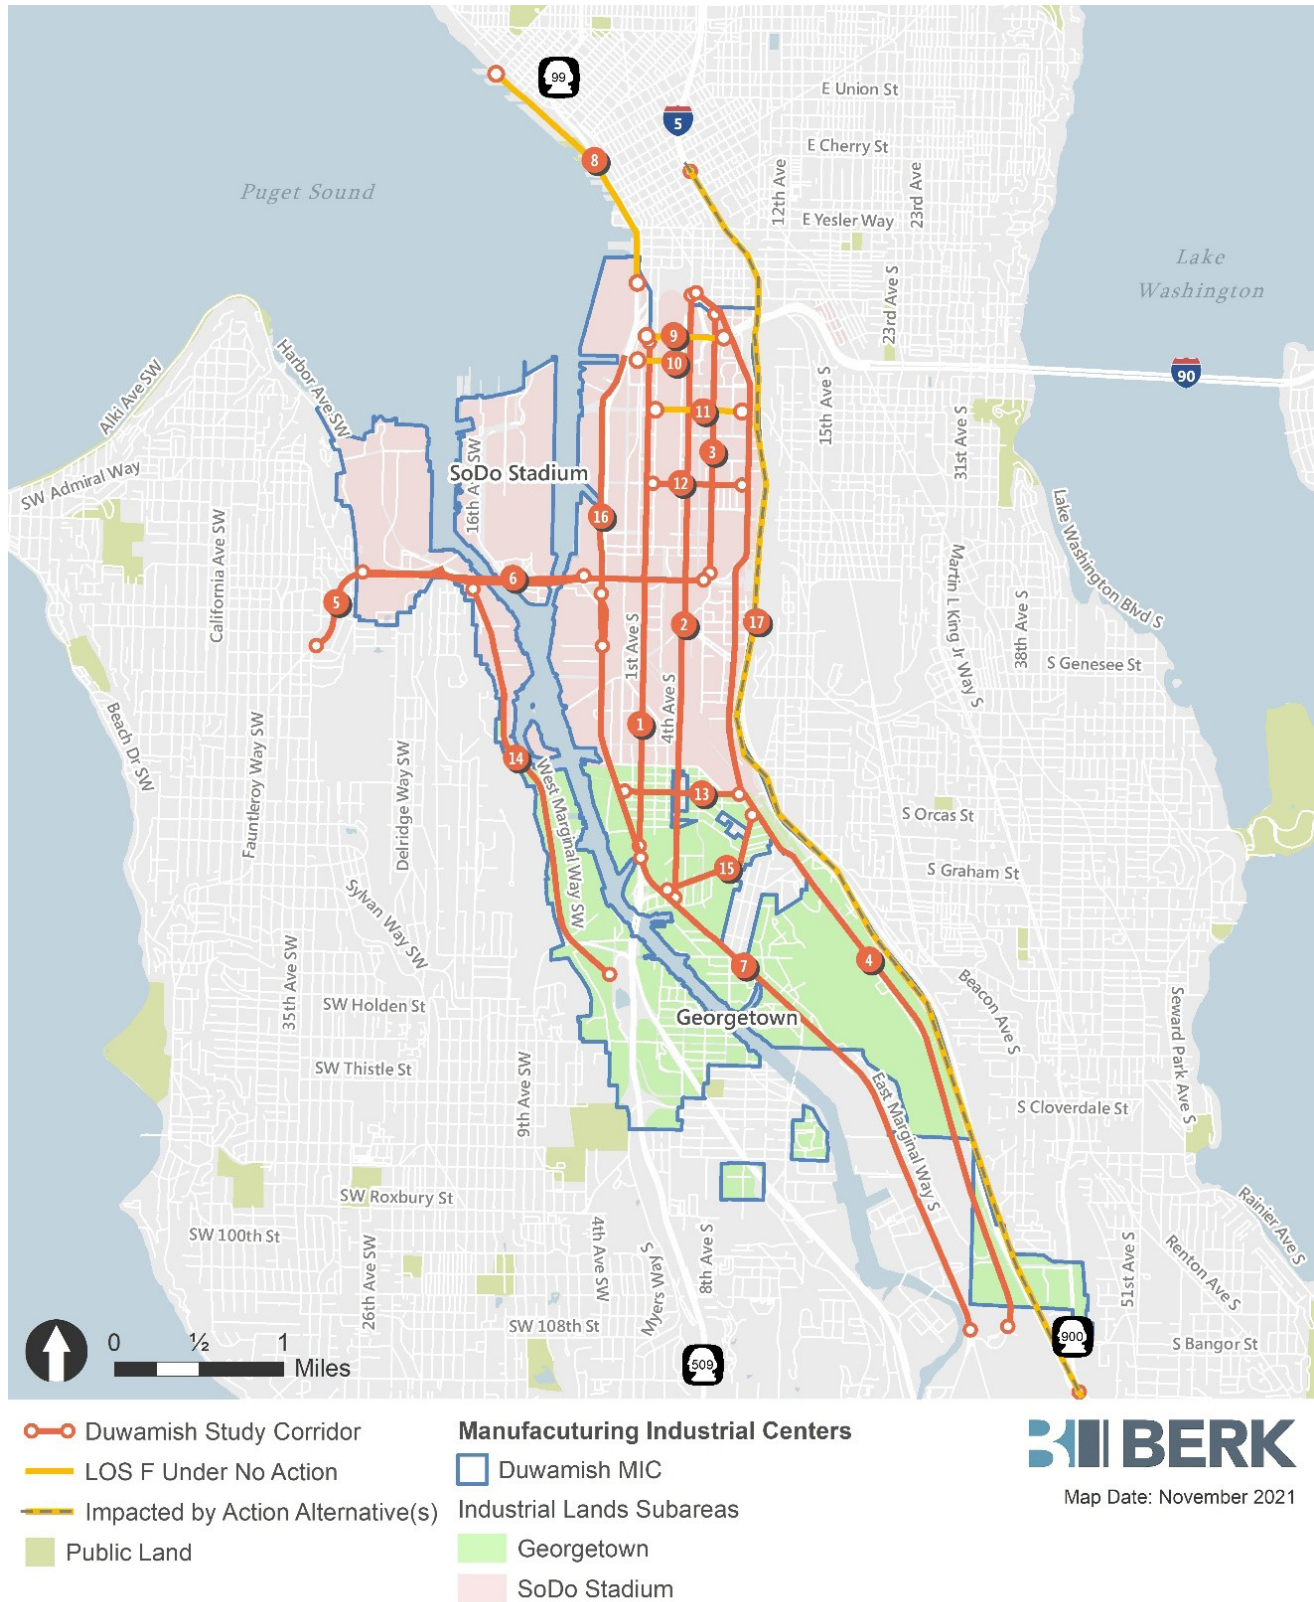 99
E Union St
5
E Cherry St
8
Puget Sound
12th Ave
23rd Ave
E Yesler Way
Lake
Washington
23rd Ave S
9
10
90
Harbor Ave SW
Alki Ave SW
11
15th Ave S
31st Ave S
3
SW Admiral Way
16th Ave SW
SoDo Stadium
12
16
Lake Washington Blvd S
California Ave SW
6
Martin L King Jr Way S
38th Ave S
5
2
17
1st Ave S
S Genesee St
4th Ave S
Beach Dr SW
Fauntleroy Way SW
1
14
Delridge Way SW
West Marginal Way SW
13
S Orcas St
15
S Graham St
Sylvan Way SW
35th Ave SW
7
4
SW Holden St
Georgetown
Beacon Ave S
Seward Park Ave S
SW Thistle St
9th Ave SW
East Marginal Way S
S Cloverdale St
SW Roxbury St
SW 100th St
26th Ave SW
4th Ave SW
Myers Way S
8th Ave S
51st Ave S
Renton Ave S
Rainier Ave S
SW 108th St
900
S Bangor St
509
0 ½ 1
Miles
Duwamish Study Corridor
LOS F Under No Action
Impacted by Action Alternative(s)
Public Land
Manufacuturing Industrial Centers
Duwamish MIC
Industrial Lands Subareas
Georgetown
SoDo Stadium
BERK
Map Date: November 2021